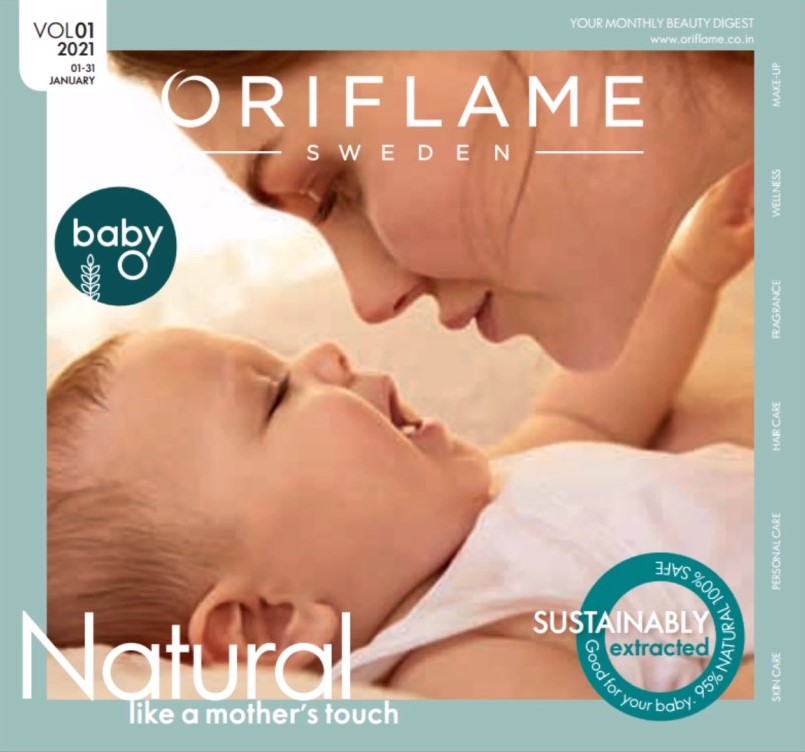 VOL01
2021
01-31
JANUARY
YOUR MONTHLY BEAUTY DIGEST
www.oriflame.co.in
ORIFLAME
SWEDEN
baby
O
MAKE-UP
WELLNESS
FRAGRANCE
HAIR CARE
PERSONAL CARE
SKIN CARE
SUSTAINABLY
extracted
Good for your baby. 95% NATURAL 100% SAFE
Natural
like a mother's touch